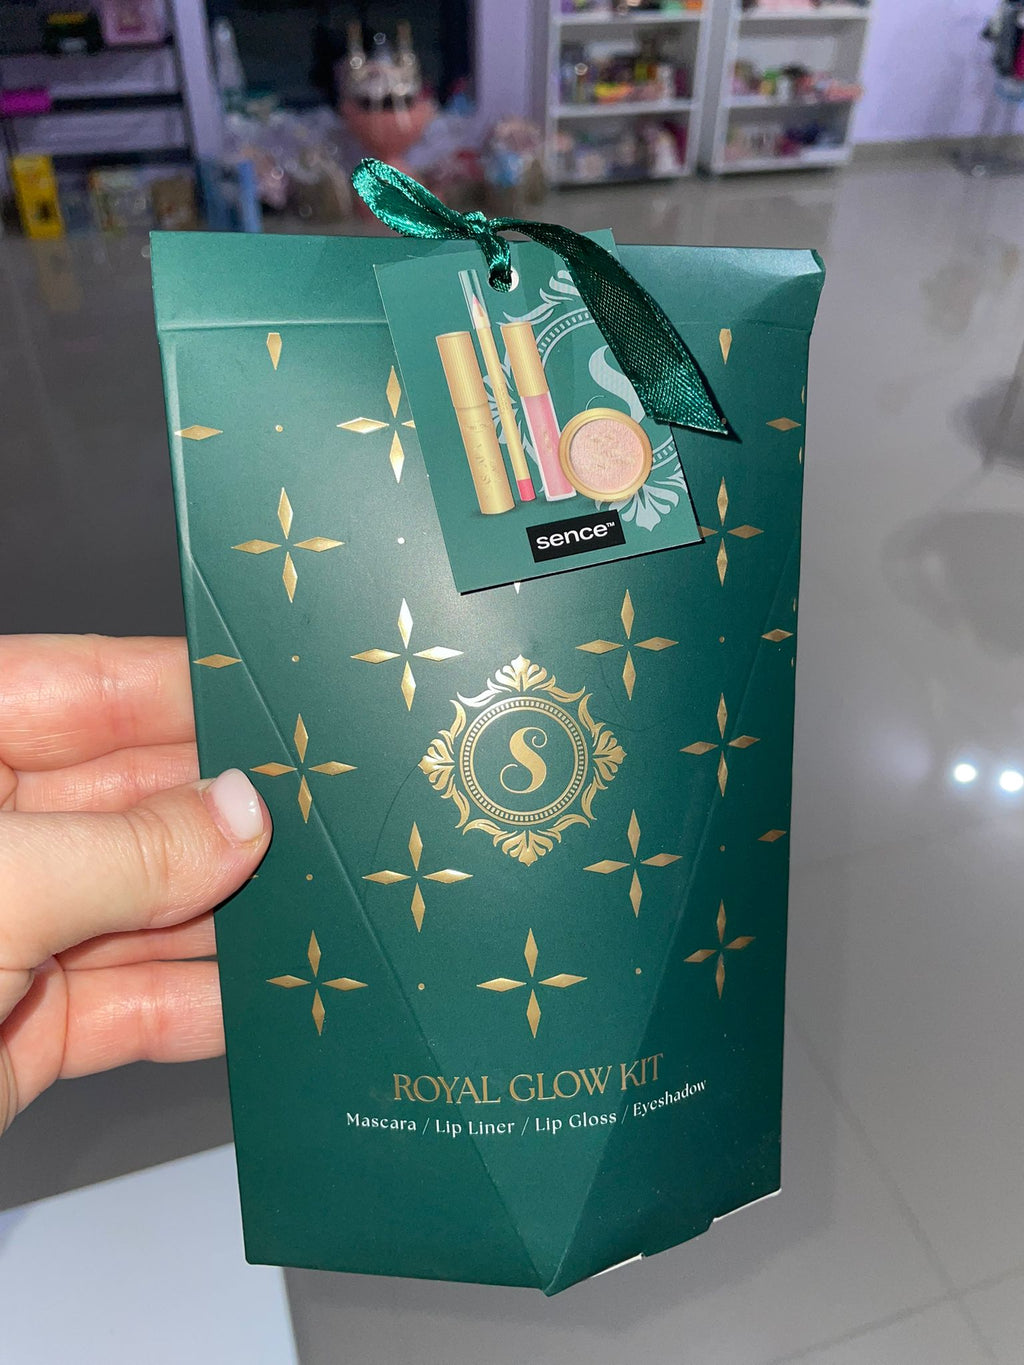 sence™
S
ROYAL GLOW KIT
Mascara / Lip Liner / Lip Gloss / Eyeshadow